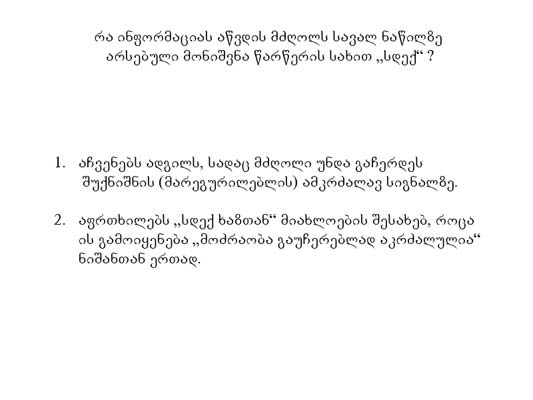 რა ინფორმაციას აწვდის მძღოლს სავალ ნაწილზე
არსებული მონიშვნა წარწერის სახით „სდექ“ ?
1. აჩვენებს ადგილს, სადაც მძღოლი უნდა გაჩერდეს
შუქნიშნის (მარეგურილებლის) ამკრძალავ სიგნალზე.
2. აფრთხილებს „სდექ ხაზთან“ მიახლოების შესახებ, როცა
ის გამოიყენება „მოძრაობა გაუჩერებლად აკრძალულია“
ნიშანთან ერთად.